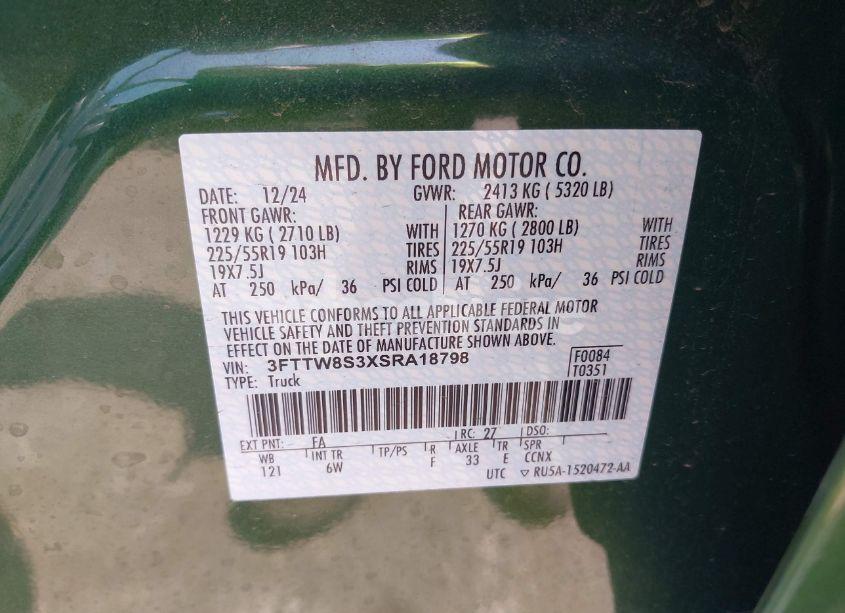 MFD. BY FORD MOTOR CO.
DATE: 12/24 GVWR: 2413 KG ( 5320 LB)
FRONT GAWR: REAR GAWR:
1229 KG ( 2710 LB) WITH 1270 KG ( 2800 LB) WITH
225/55R19 103H TIRES 225/55R19 103H TIRES
19X7.5J RIMS 19X7.5J RIMS
AT 250 kPa/ 36 PSI COLD AT 250 kPa/ 36 PSI COLD
THIS VEHICLE CONFORMS TO ALL APPLICABLE FEDERAL MOTOR
VEHICLE SAFETY AND THEFT PREVENTION STANDARDS IN
EFFECT ON THE DATE OF MANUFACTURE SHOWN ABOVE.
VIN: 3FTTW8S3XSRA18798 F0084
TYPE: Truck T0351
EXT PNT: FA RC: 27 DSO:
WB INT TR TP/PS R AXLE TR SPR
121 6W F 33 E CCNX
UTC ▽ RU5A-1520472-AA